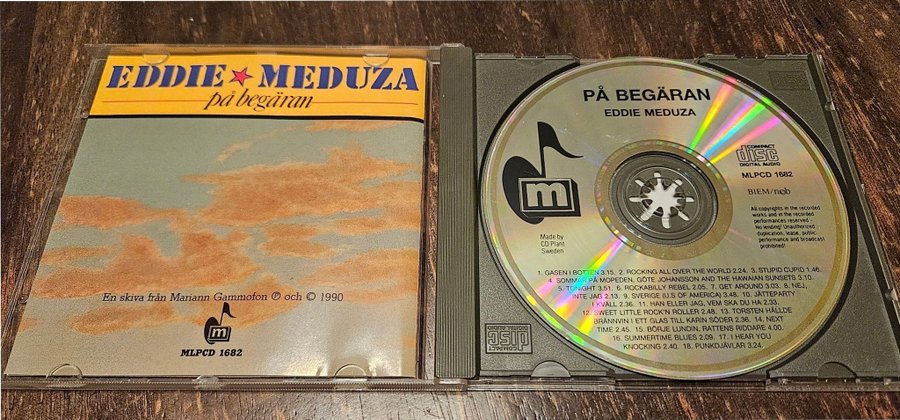 EDDIE★MEDUZA
på begäran
En skiva från Mariann Gammofon ℗ och © 1990
m
MLPCD 1682
PÅ BEGÄRAN
EDDIE MEDUZA
m
COMPACT
disc
DIGITAL AUDIO
MLPCD 1682
BIEM/ncb
All copyrights in the recorded
works and in the recorded
performances reserved -
No lending! Unauthorized
duplication, lease, public
performance and broadcast
prohibited!
Made by
CD Plant
Sweden
1. GASEN I BOTTEN 3.15. 2. ROCKING ALL OVER THE WORLD 2.24. 3. STUPID CUPID 1.46.
4. SOMMAR PÅ MOPEDEN, GÖTE JOHANSSON AND THE HAWAIIAN SUNSETS 3.07.
5. TONIGHT 3.51. 6. ROCKABILLY REBEL 2.05. 7. GET AROUND 3.03. 8. NEJ,
INTE JAG 2.13. 9. SVERIGE (U.S OF AMERICA) 3.48. 10. JÄTTEPARTY
I KVÄLL 2.36. 11. HAN ELLER JAG, VEM SKA DU HA 2.33.
12. SWEET LITTLE ROCK'N ROLLER 2.48. 13. TORSTEN HÄLLDE
BRÄNNVIN I ETT GLAS TILL KARIN SÖDER 2.36. 14. NEXT
TIME 2.45. 15. BÖRJE LUNDIN, RATTENS RIDDARE 4.00.
16. SUMMERTIME BLUES 2.09. 17. I HEAR YOU
KNOCKING 2.40. 18. PUNKDJÄVLAR 3.24.
COMPACT
disc
DIGITAL AUDIO